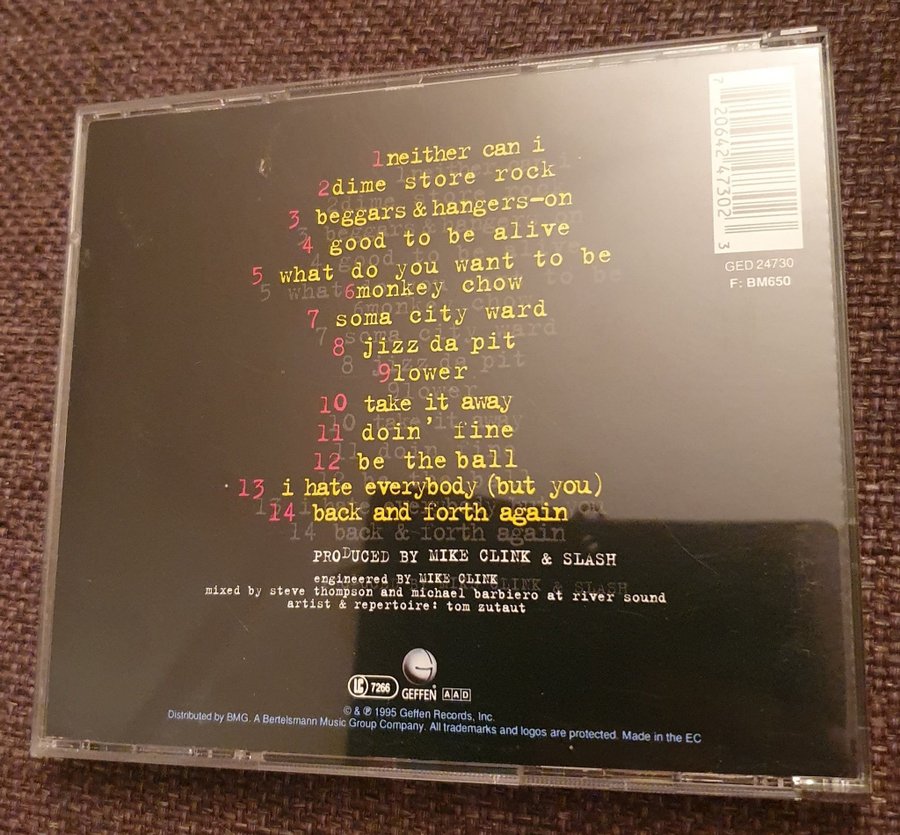 1 neither can i
2 dime store rock
3 beggars & hangers-on
4 good to be alive
5 what do you want to be
6 monkey chow
7 soma city ward
8 jizz da pit
9 lower
10 take it away
11 doin' fine
12 be the ball
13 i hate everybody (but you)
14 back and forth again
PRODUCED BY MIKE CLINK & SLASH
engineered BY MIKE CLINK
mixed by steve thompson and michael barbiero at river sound
artist & repertoire: tom zutaut
LC 7266
GEFFEN®
AAD
© & ℗ 1995 Geffen Records, Inc.
Distributed by BMG. A Bertelsmann Music Group Company. All trademarks and logos are protected. Made in the EC
7 20642 47302 3
GED 24730
F: BM650